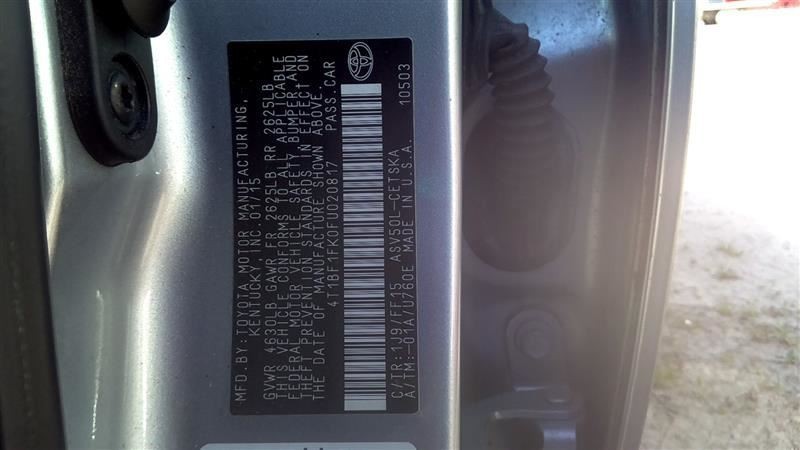 MFD.BY:TOYOTA MOTOR MANUFACTURING,
KENTUCKY, INC. 01/15
GVWR 4630LB GAWR FR 2625LB RR 2625LB
THIS VEHICLE CONFORMS TO ALL APPLICABLE
FEDERAL MOTOR VEHICLE SAFETY, BUMPER,AND
THEFT PREVENTION STANDARDS IN EFFECT ON
THE DATE OF MANUFACTURE SHOWN ABOVE.
4T1BF1FK0FU020817 PASS.CAR
C/TR:1J9/FF15 ASV50L-CETSKA 10503
A/TM:-01A/U760E MADE IN U.S.A.